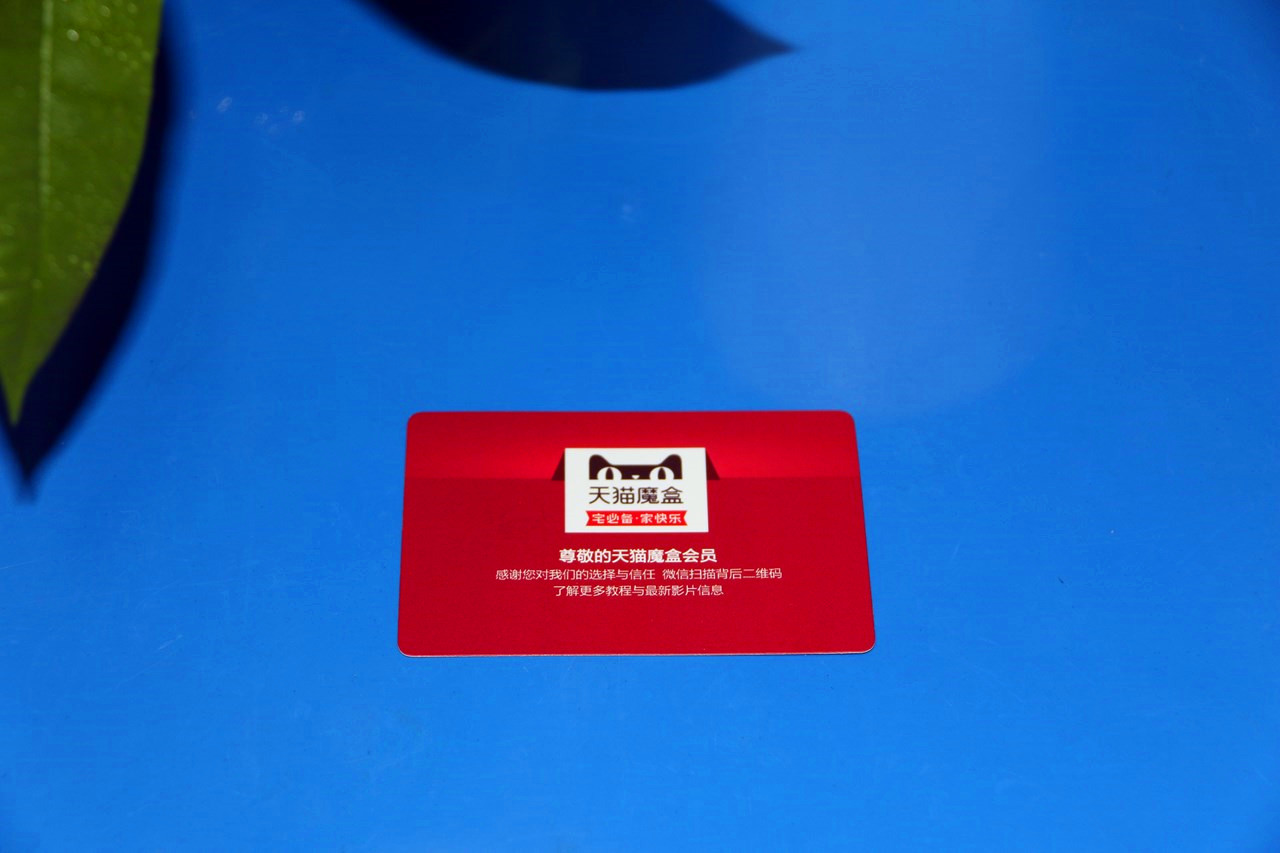 天猫魔盒
宅必备·家快乐
尊敬的天猫魔盒会员
感谢您对我们的选择与信任 微信扫描背后二维码
了解更多教程与最新影片信息